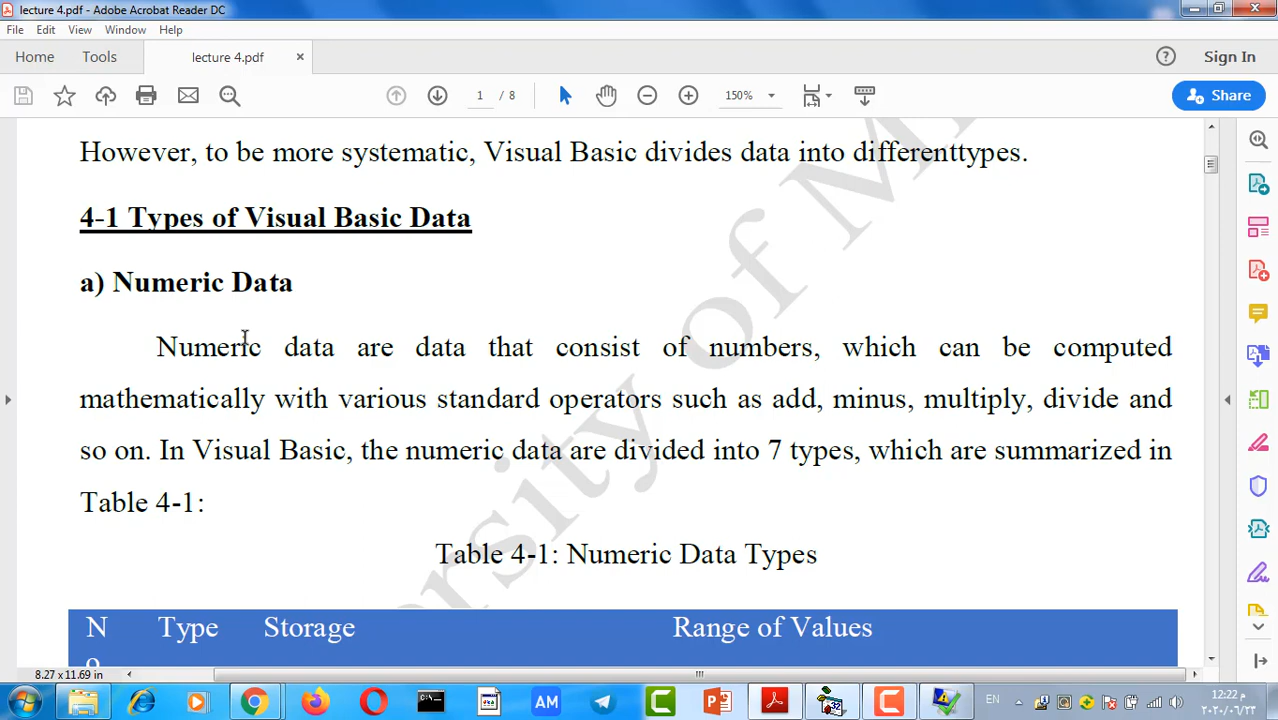 lecture 4.pdf - Adobe Acrobat Reader DC
File Edit View Window Help
Home Tools lecture 4.pdf × Sign In
1 / 8 150% Share
However, to be more systematic, Visual Basic divides data into differenttypes.
4-1 Types of Visual Basic Data
a) Numeric Data
Numeric data are data that consist of numbers, which can be computed
mathematically with various standard operators such as add, minus, multiply, divide and
so on. In Visual Basic, the numeric data are divided into 7 types, which are summarized in
Table 4-1:
Table 4-1: Numeric Data Types
N Type Storage Range of Values
8.27 x 11.69 in
AM EN 12:22 م
٢٠٢٠/٠٦/٢٣